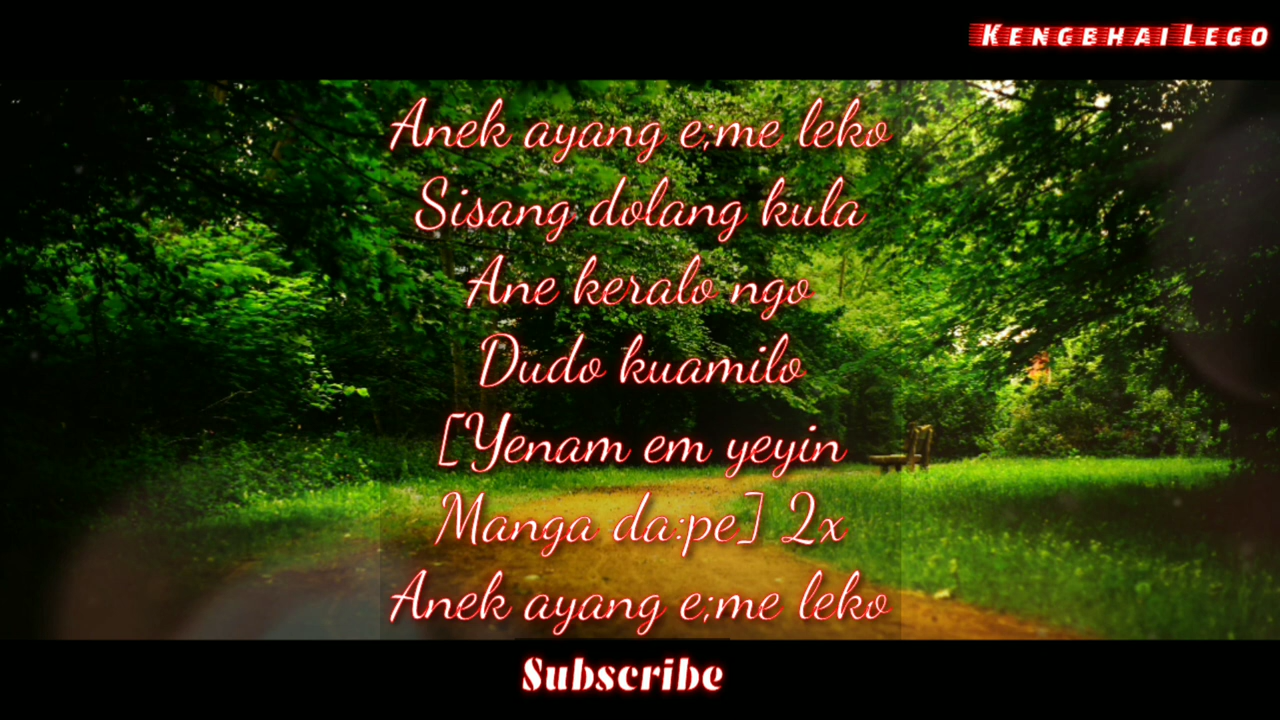 Kengbhai Lego
Anek ayang e;me leko
Sisang dolang kula
Ane keralo ngo
Dudo kuamilo
[Yenam em yeyin
Manga da:pe] 2x
Anek ayang e;me leko
Subscribe